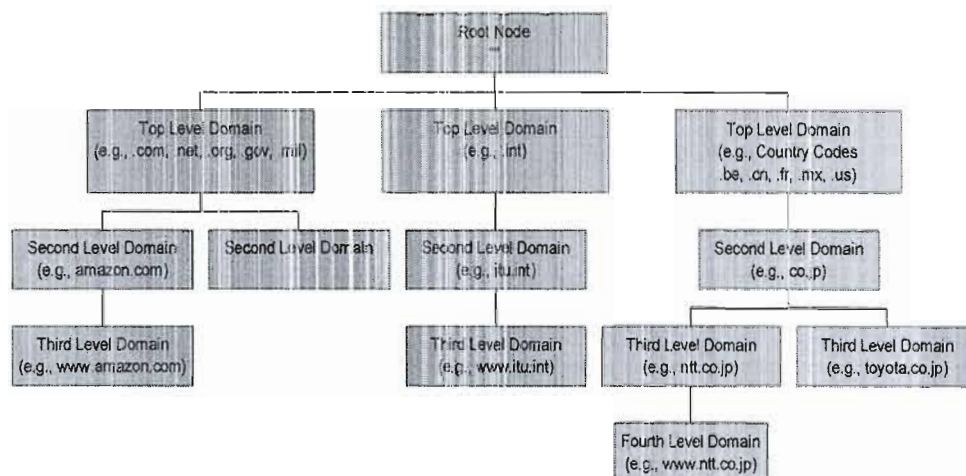 Root Node
""
Top Level Domain
(e.g., .com, .net, .org, .gov, .mil)
Top Level Domain
(e.g., .int)
Top Level Domain
(e.g., Country Codes
.be, .cn, .fr, .mx, .us)
Second Level Domain
(e.g., amazon.com)
Second Level Domain
Second Level Domain
(e.g., itu.int)
Second Level Domain
(e.g., co.jp)
Third Level Domain
(e.g., www.amazon.com)
Third Level Domain
(e.g., www.itu.int)
Third Level Domain
(e.g., ntt.co.jp)
Third Level Domain
(e.g., toyota.co.jp)
Fourth Level Domain
(e.g., www.ntt.co.jp)